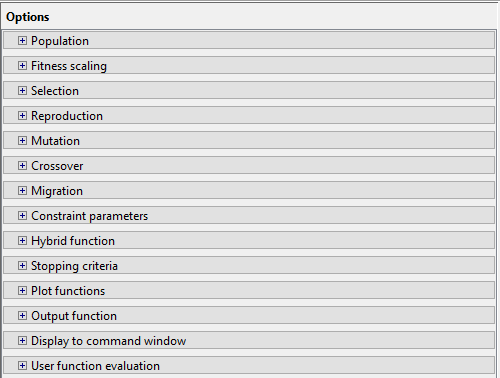 Options
Population
Fitness scaling
Selection
Reproduction
Mutation
Crossover
Migration
Constraint parameters
Hybrid function
Stopping criteria
Plot functions
Output function
Display to command window
User function evaluation